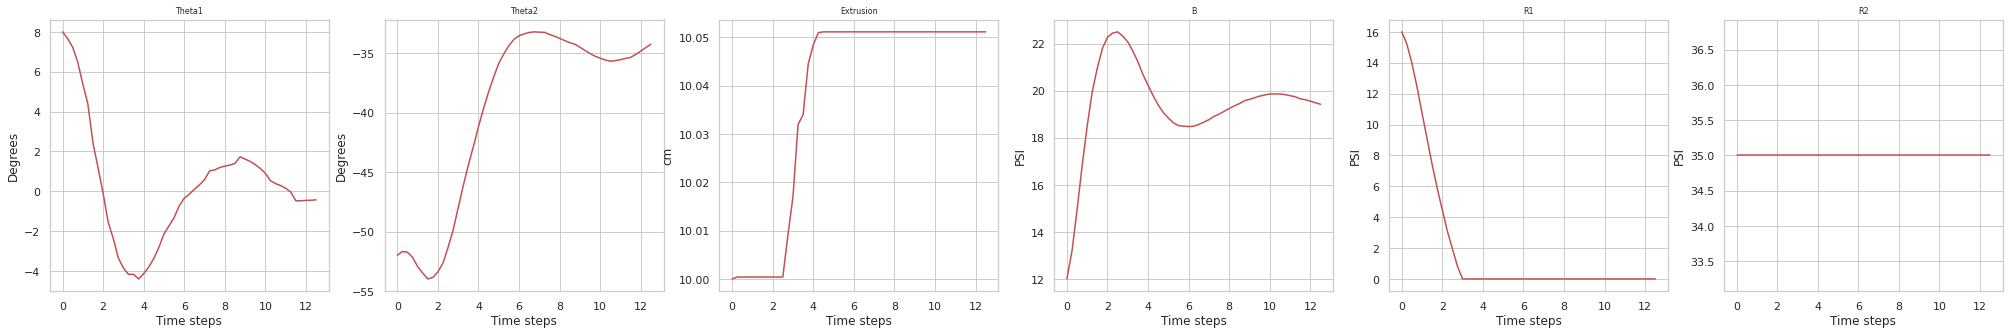 Theta1
8
6
4
2
0
−2
−4
0 2 4 6 8 10 12
Degrees
Time steps
Theta2
−35
−40
−45
−50
−55
0 2 4 6 8 10 12
Degrees
Time steps
Extrusion
10.05
10.04
10.03
10.02
10.01
10.00
0 2 4 6 8 10 12
cm
Time steps
B
22
20
18
16
14
12
0 2 4 6 8 10 12
PSI
Time steps
R1
16
14
12
10
8
6
4
2
0
0 2 4 6 8 10 12
PSI
Time steps
R2
36.5
36.0
35.5
35.0
34.5
34.0
33.5
0 2 4 6 8 10 12
PSI
Time steps